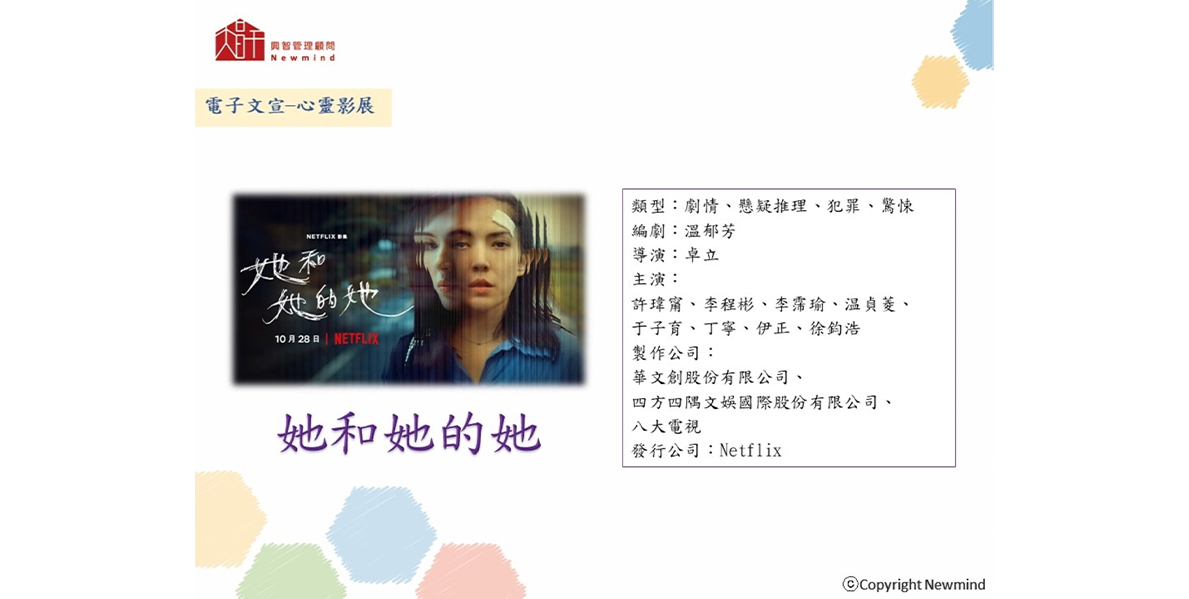 興智管理顧問
Newmind
電子文宣-心靈影展
NETFLIX 影集
她和
她的她
10月28日 | NETFLIX
她和她的她
類型：劇情、懸疑推理、犯罪、驚悚
編劇：溫郁芳
導演：卓立
主演：
許瑋甯、李程彬、李霈瑜、溫貞菱、
于子育、丁寧、伊正、徐鈞浩
製作公司：
華文創股份有限公司、
四方四隅文娛國際股份有限公司、
八大電視
發行公司：Netflix
ⓒCopyright Newmind